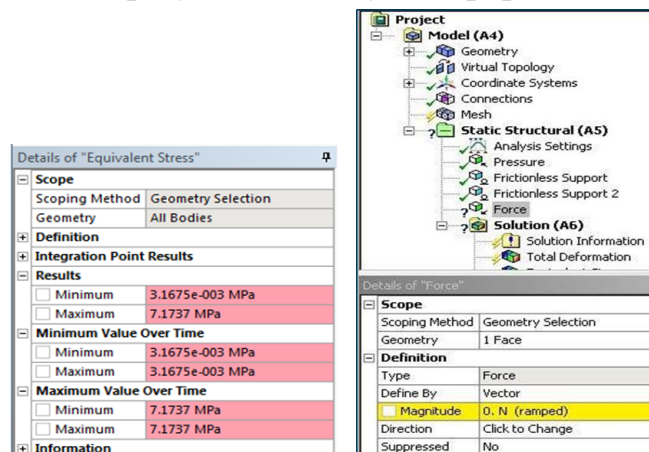 Details of "Equivalent Stress"
Scope
Scoping Method Geometry Selection
Geometry All Bodies
Definition
Integration Point Results
Results
Minimum 3.1675e-003 MPa
Maximum 7.1737 MPa
Minimum Value Over Time
Minimum 3.1675e-003 MPa
Maximum 3.1675e-003 MPa
Maximum Value Over Time
Minimum 7.1737 MPa
Maximum 7.1737 MPa
Information
Project
Model (A4)
Geometry
Virtual Topology
Coordinate Systems
Connections
Mesh
Static Structural (A5)
Analysis Settings
Pressure
Frictionless Support
Frictionless Support 2
Force
Solution (A6)
Solution Information
Total Deformation
Details of "Force"
Scope
Scoping Method Geometry Selection
Geometry 1 Face
Definition
Type Force
Define By Vector
Magnitude 0. N (ramped)
Direction Click to Change
Suppressed No